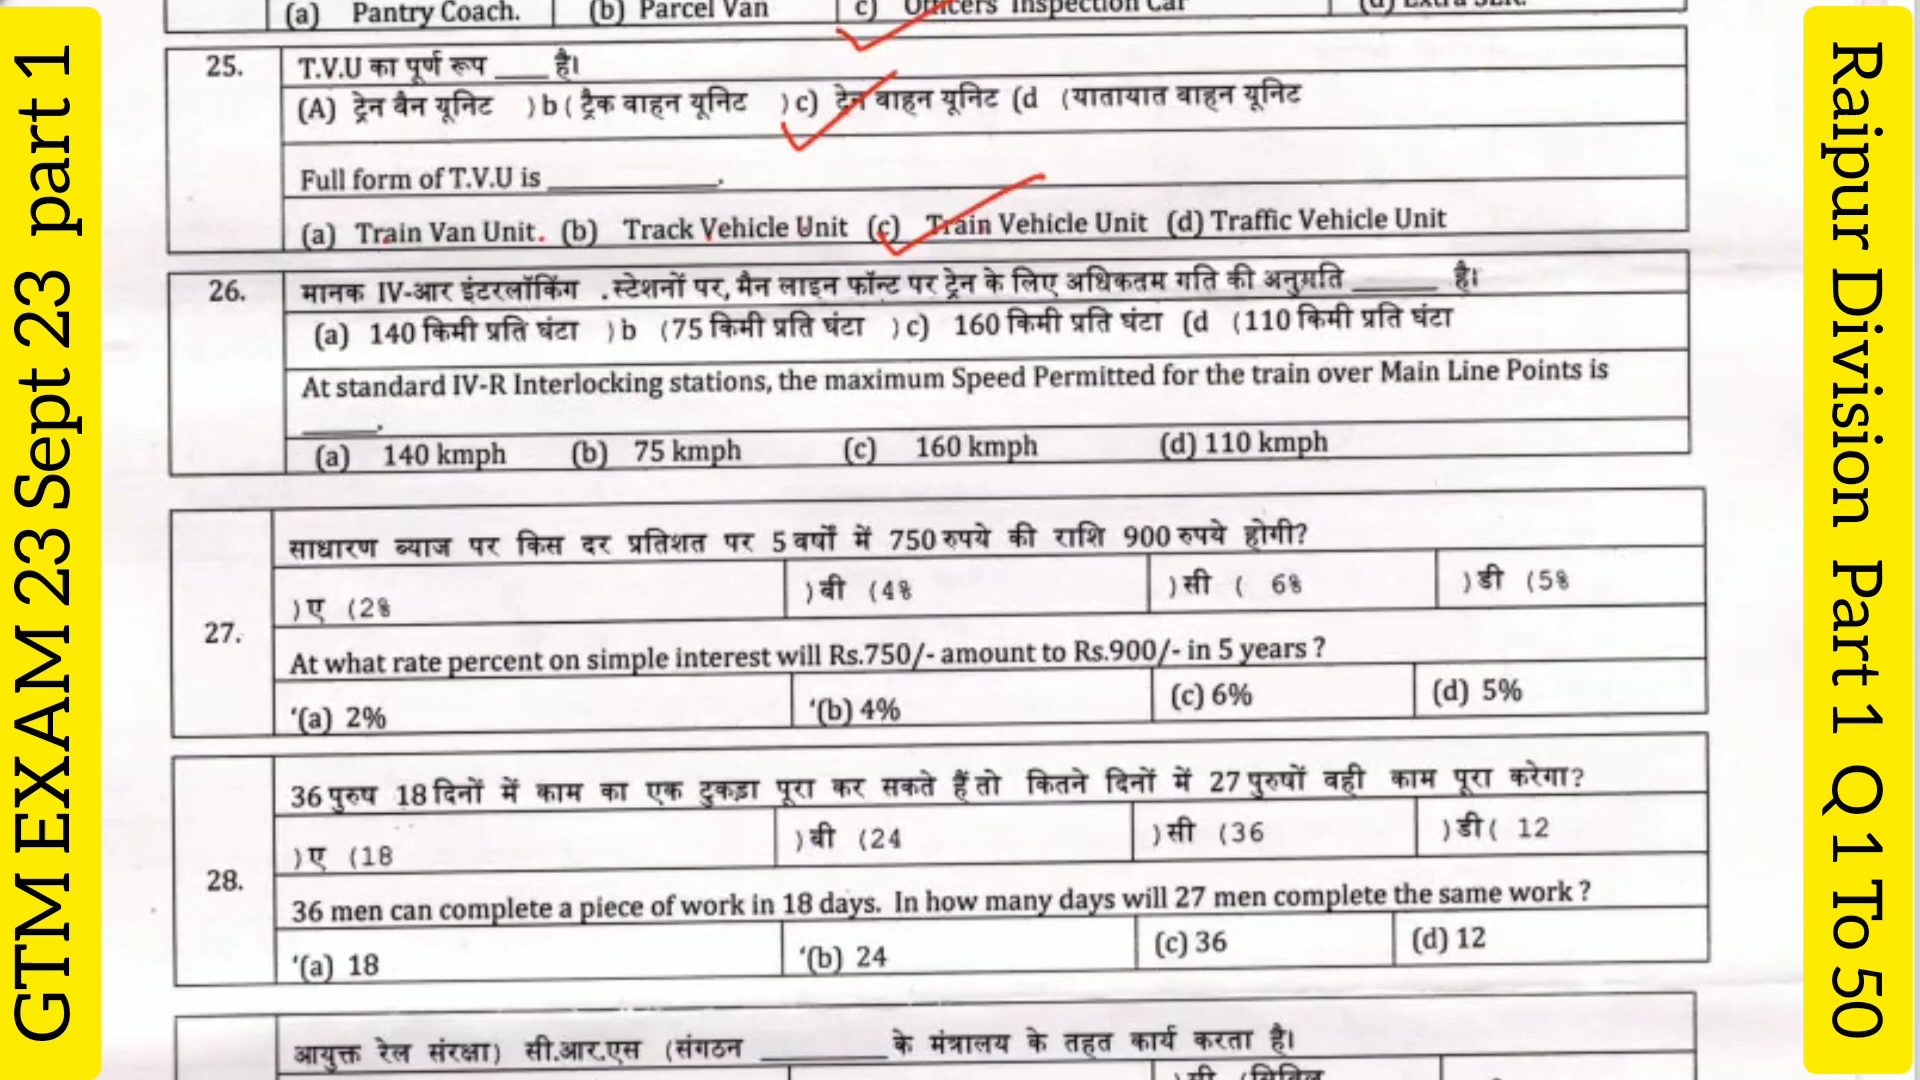 GTM EXAM 23 Sept 23 part 1
Raipur Division Part 1 Q 1 To 50
(a) Pantry Coach. (b) Parcel Van c) Officers Inspection Car
25. T.V.U का पूर्ण रूप ____ है।
(A) ट्रेन वैन यूनिट )b( ट्रैक वाहन यूनिट )c) ट्रेन वाहन यूनिट (d (यातायात वाहन यूनिट
Full form of T.V.U is ____________.
(a) Train Van Unit. (b) Track Vehicle Unit (c) Train Vehicle Unit (d) Traffic Vehicle Unit
26. मानक IV-आर इंटरलॉकिंग .स्टेशनों पर, मैन लाइन फॉन्ट पर ट्रेन के लिए अधिकतम गति की अनुमति ______ है।
(a) 140 किमी प्रति घंटा )b (75 किमी प्रति घंटा )c) 160 किमी प्रति घंटा (d (110 किमी प्रति घंटा
At standard IV-R Interlocking stations, the maximum Speed Permitted for the train over Main Line Points is
______.
(a) 140 kmph (b) 75 kmph (c) 160 kmph (d) 110 kmph
साधारण ब्याज पर किस दर प्रतिशत पर 5 वर्षों में 750 रुपये की राशि 900 रुपये होगी?
)ए (2% )बी (4% )सी ( 6% )डी (5%
27.
At what rate percent on simple interest will Rs.750/- amount to Rs.900/- in 5 years ?
'(a) 2% '(b) 4% (c) 6% (d) 5%
36 पुरुष 18 दिनों में काम का एक टुकड़ा पूरा कर सकते हैं तो कितने दिनों में 27 पुरुषों वही काम पूरा करेगा?
)ए (18 )बी (24 )सी (36 )डी( 12
28.
36 men can complete a piece of work in 18 days. In how many days will 27 men complete the same work ?
'(a) 18 '(b) 24 (c) 36 (d) 12
आयुक्त रेल संरक्षा) सी.आर.एस (संगठन __________ के मंत्रालय के तहत कार्य करता है।